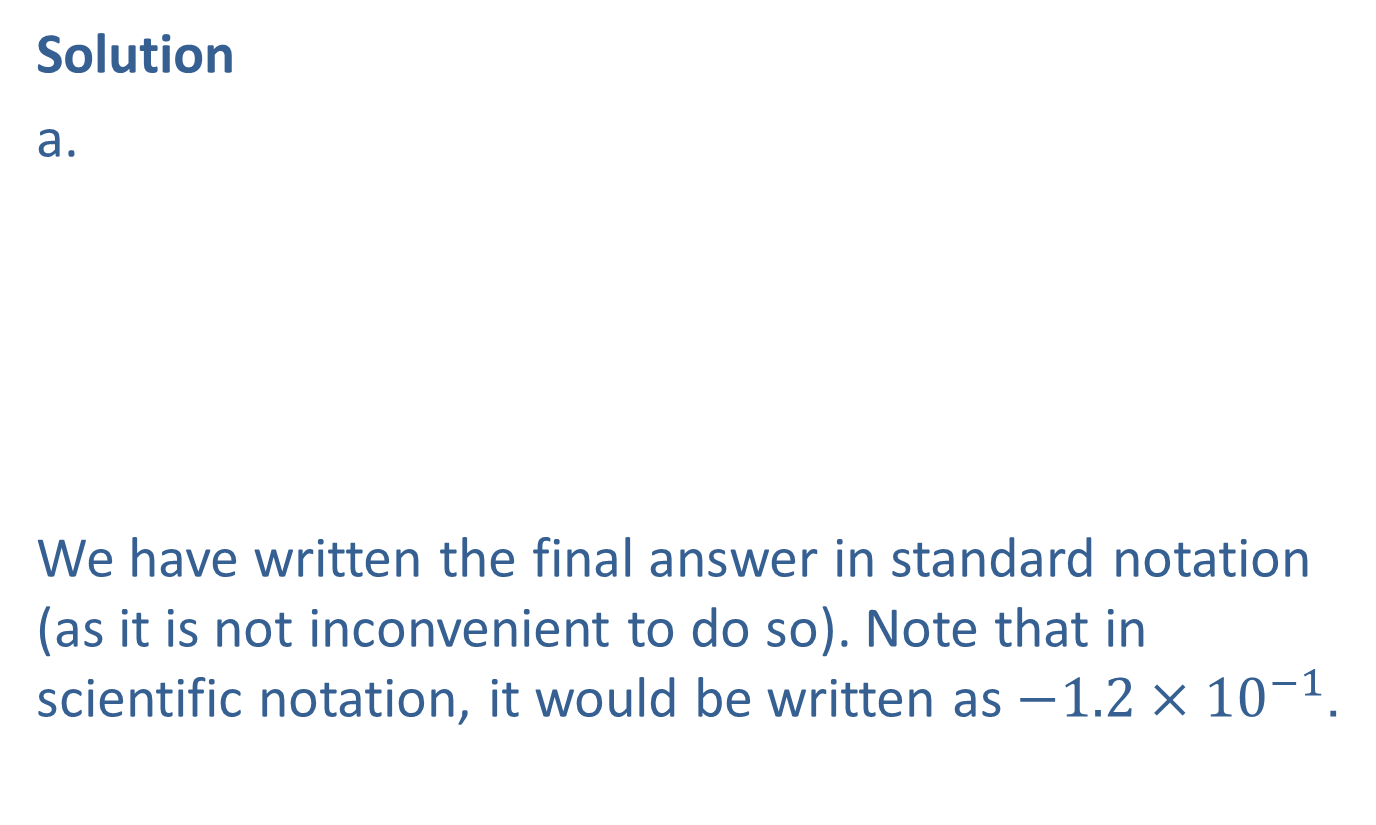 Solution
a.
We have written the final answer in standard notation
(as it is not inconvenient to do so). Note that in
scientific notation, it would be written as −1.2 × 10⁻¹.